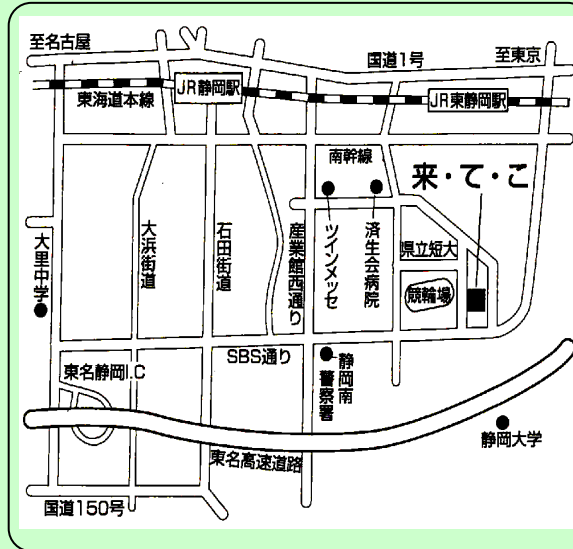 至名古屋
国道1号
至東京
JR静岡駅
東海道本線
JR東静岡駅
南幹線
来・て・こ
大里中学
大浜街道
石田街道
産業館西通り
ツインメッセ
済生会病院
県立短大
競輪場
SBS通り
静岡南
警察署
東名静岡I.C
静岡大学
東名高速道路
国道150号